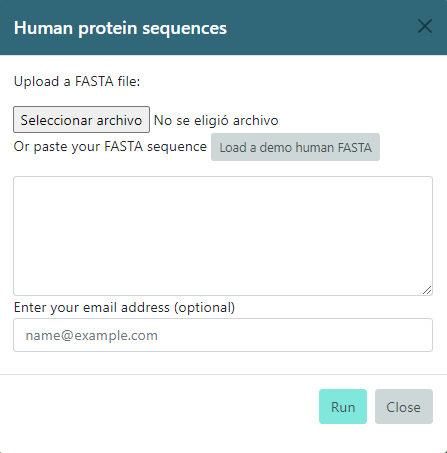 Human protein sequences
Upload a FASTA file:
Seleccionar archivo No se eligió archivo
Or paste your FASTA sequence Load a demo human FASTA
Enter your email address (optional)
name@example.com
Run Close